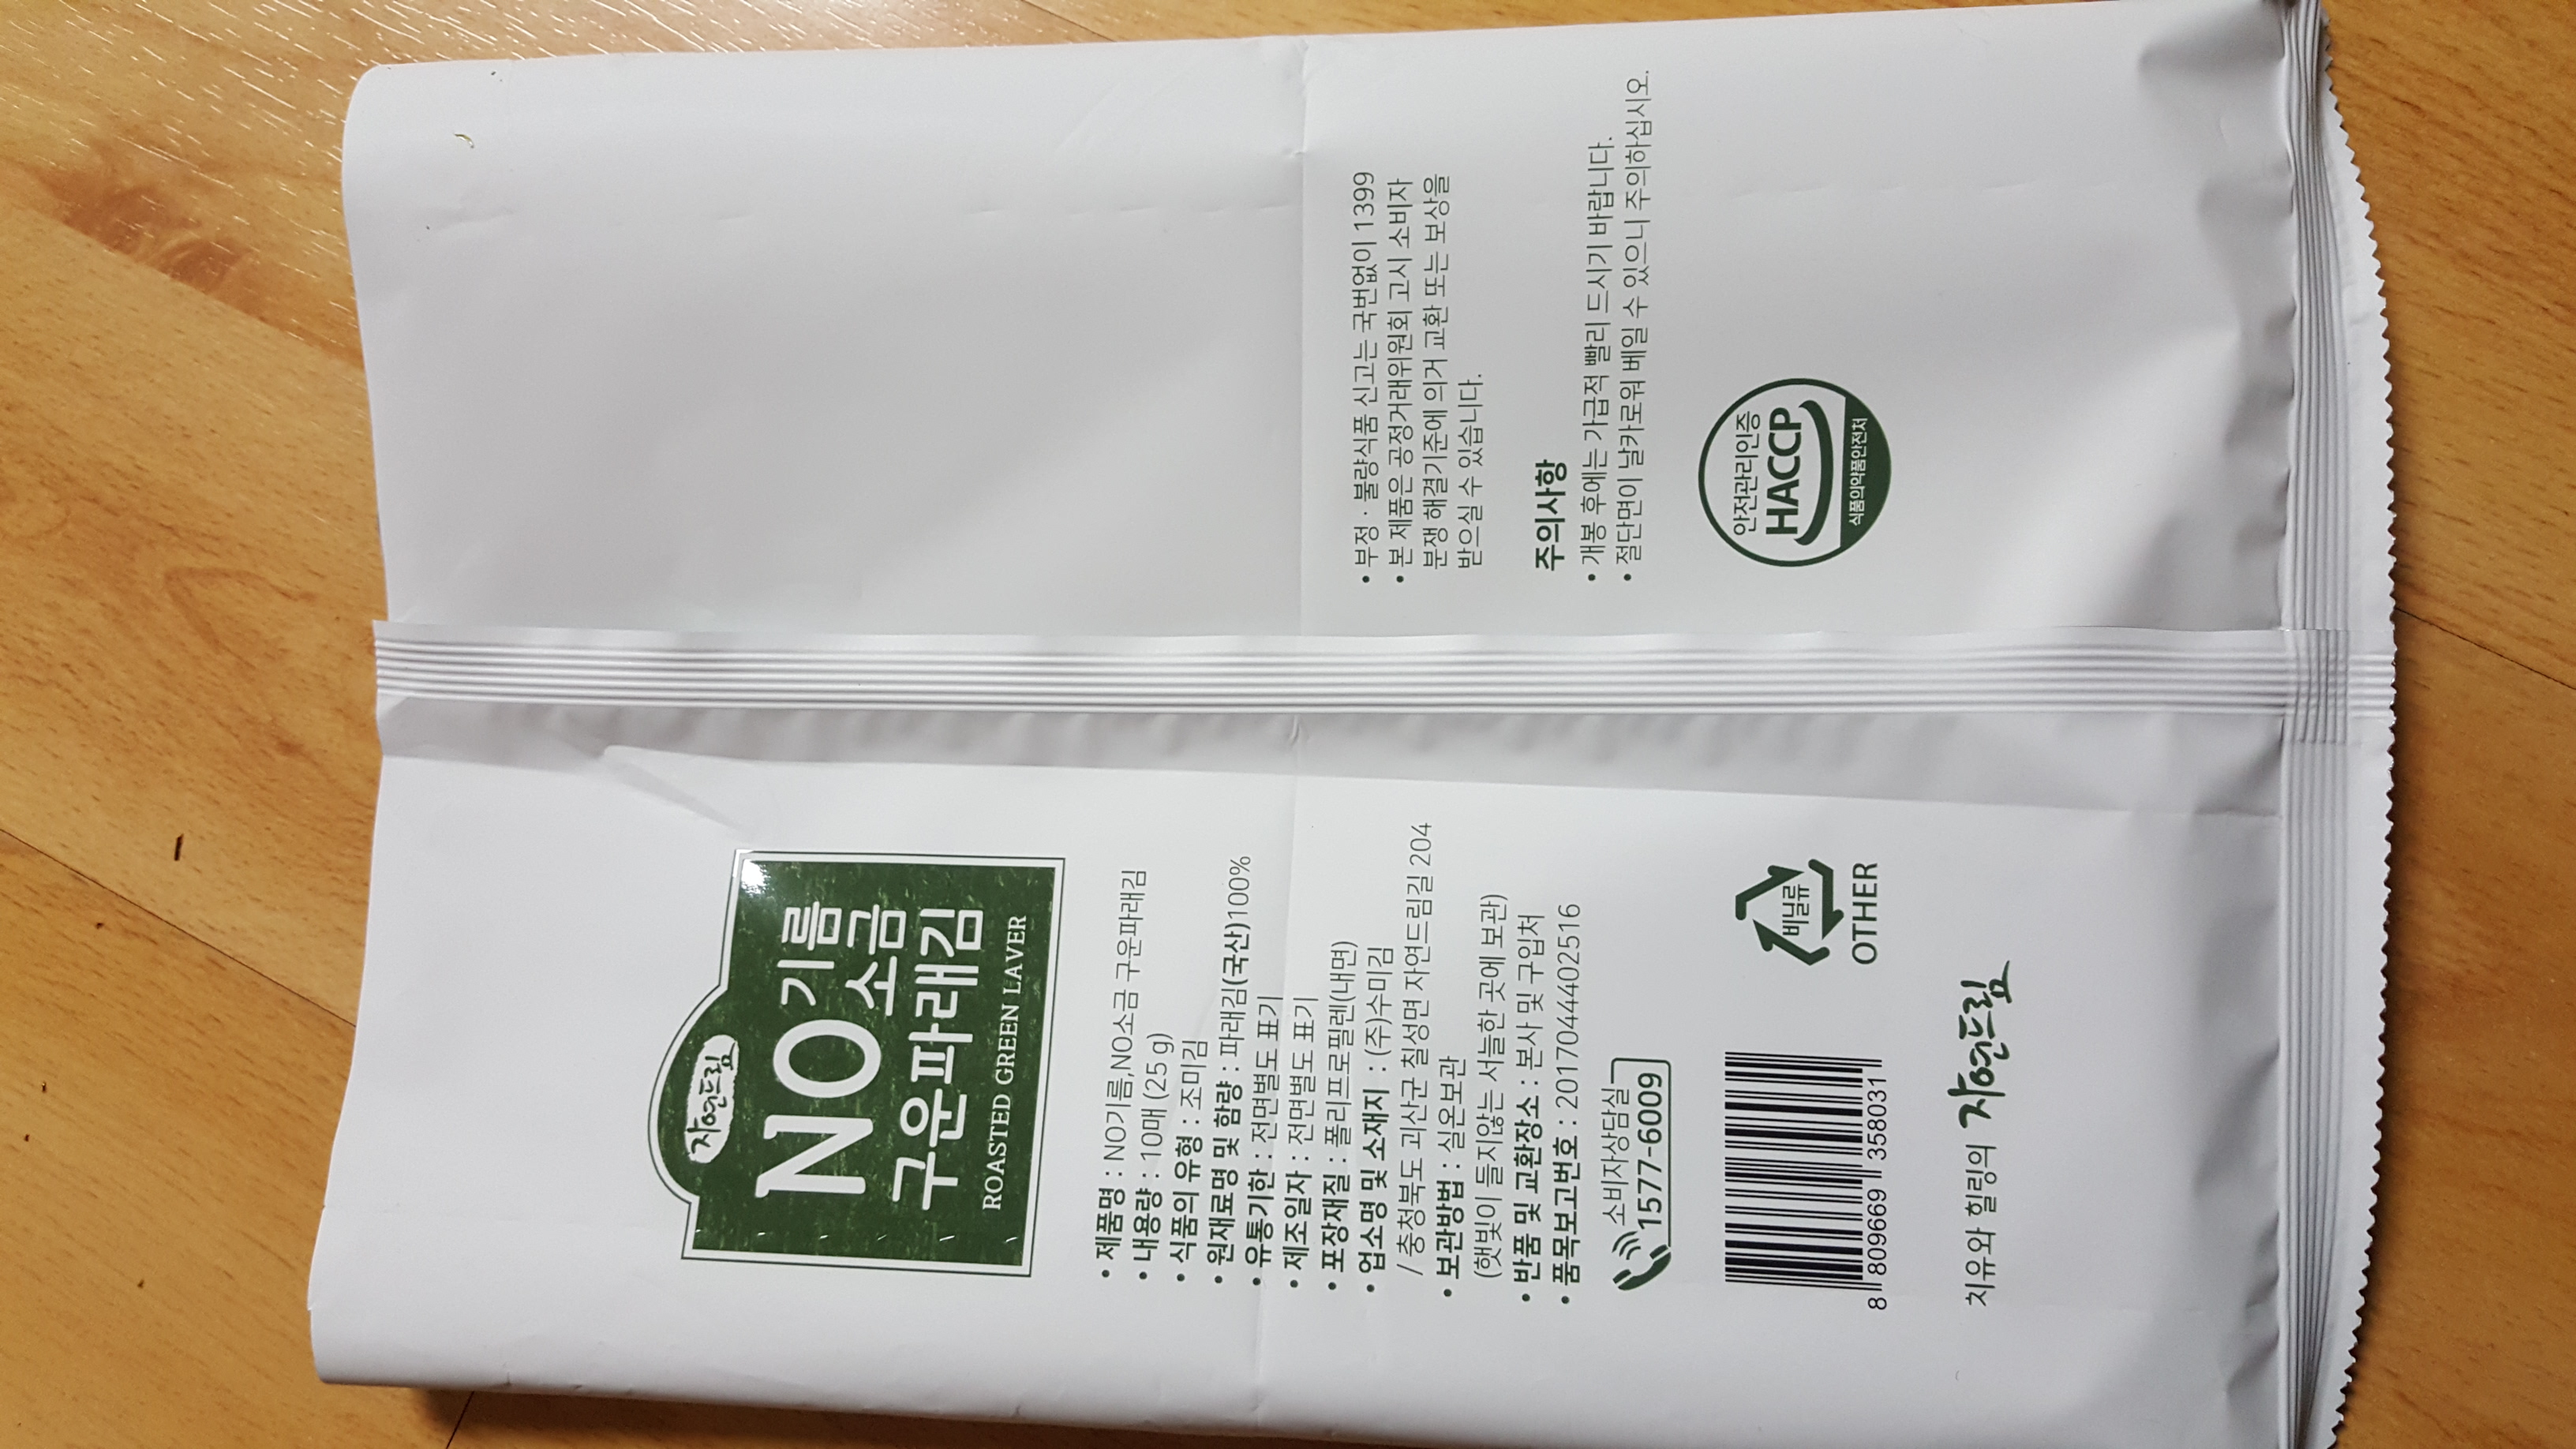 자연드림
NO기름
소금
구운파래김
ROASTED GREEN LAVER
• 제품명 : NO기름,NO소금 구운파래김
• 내용량 : 10매 (25 g)
• 식품의 유형 : 조미김
• 원재료명 및 함량 : 파래김(국산)100%
• 유통기한 : 전면별도 표기
• 제조일자 : 전면별도 표기
• 포장재질 : 폴리프로필렌(내면)
• 업소명 및 소재지 : (주)수미김
/ 충청북도 괴산군 칠성면 자연드림길 204
• 보관방법 : 실온보관
(햇빛이 들지않는 서늘한 곳에 보관)
• 반품 및 교환장소 : 본사 및 구입처
• 품목보고번호 : 20170444402516
소비자상담실
1577-6009
8 809669 358031
비닐류
OTHER
치유와 힐링의 자연드림
• 부정 · 불량식품 신고는 국번없이 1399
• 본 제품은 공정거래위원회 고시 소비자
분쟁 해결기준에 의거 교환 또는 보상을
받으실 수 있습니다.
주의사항
• 개봉 후에는 가급적 빨리 드시기 바랍니다.
• 절단면이 날카로워 베일 수 있으니 주의하십시오.
안전관리인증
HACCP
식품의약품안전처